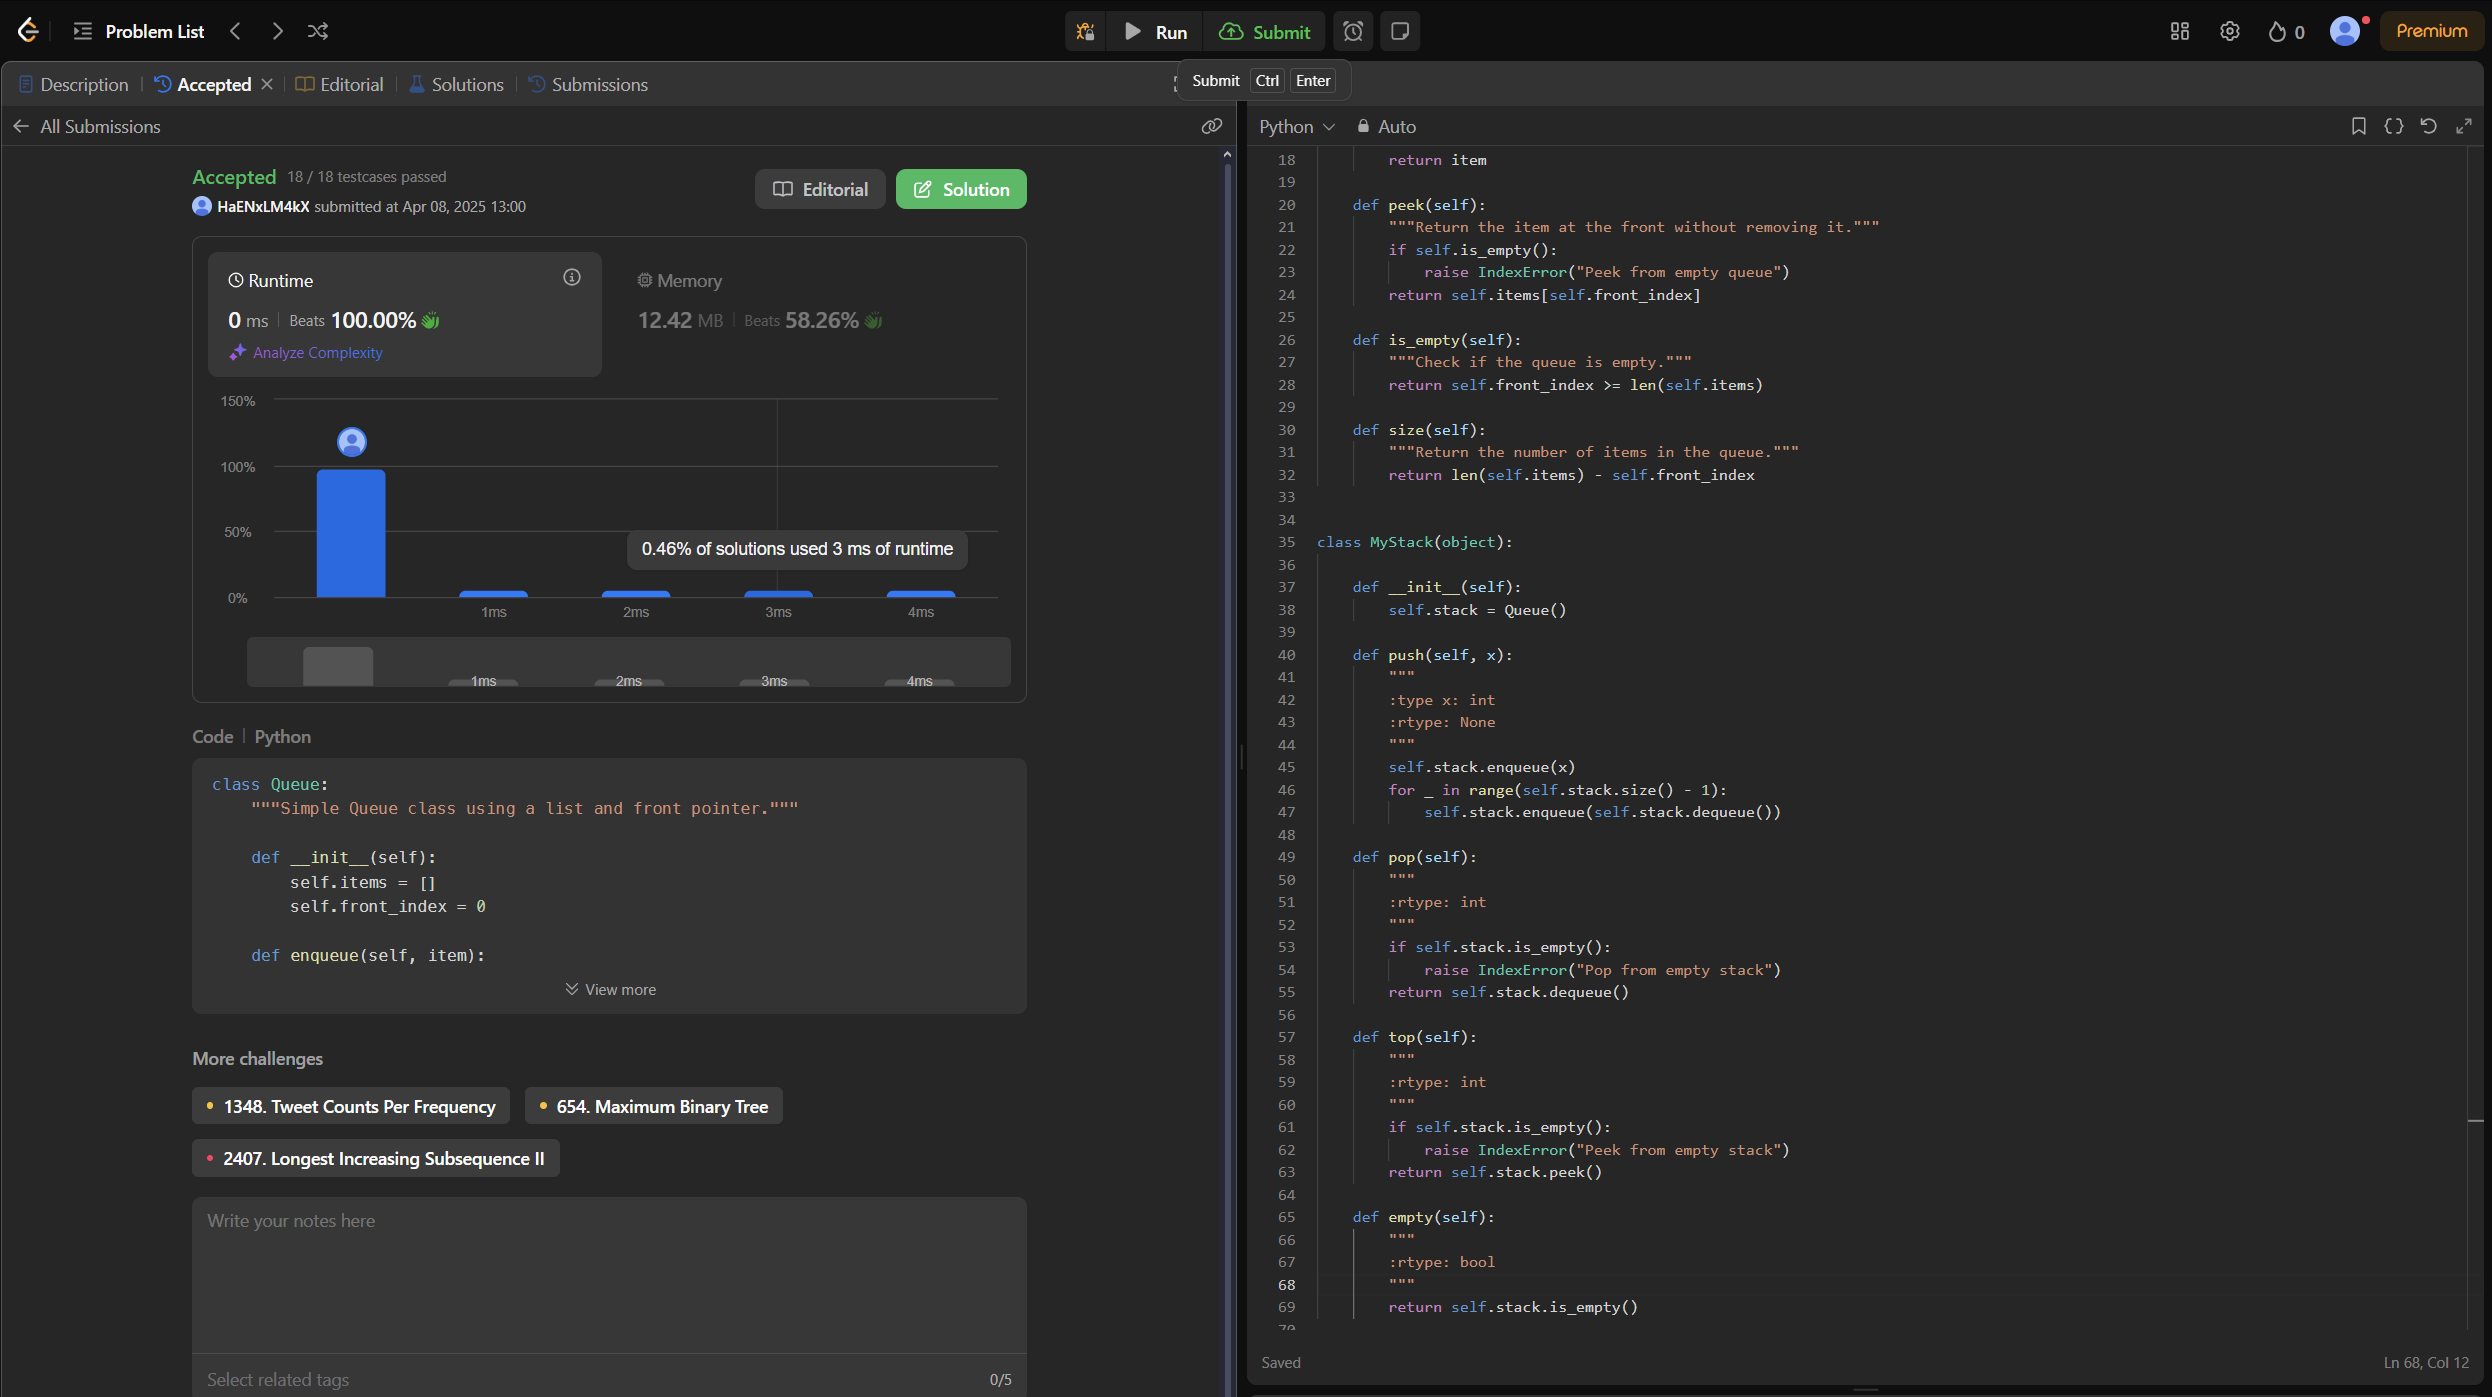 Problem List
Run
Submit
0
Premium
Description
Accepted
Editorial
Solutions
Submissions
Submit Ctrl Enter
All Submissions
Accepted 18 / 18 testcases passed
HaENxLM4kX submitted at Apr 08, 2025 13:00
Editorial
Solution
Runtime
0 ms Beats 100.00%
Analyze Complexity
Memory
12.42 MB Beats 58.26%
150%
100%
50%
0%
0.46% of solutions used 3 ms of runtime
1ms 2ms 3ms 4ms
1ms 2ms 3ms 4ms
Code Python
class Queue:
"""Simple Queue class using a list and front pointer."""
def __init__(self):
self.items = []
self.front_index = 0
def enqueue(self, item):
View more
More challenges
1348. Tweet Counts Per Frequency
654. Maximum Binary Tree
2407. Longest Increasing Subsequence II
Write your notes here
Select related tags 0/5
Python Auto
18 return item
19
20 def peek(self):
21 """Return the item at the front without removing it."""
22 if self.is_empty():
23 raise IndexError("Peek from empty queue")
24 return self.items[self.front_index]
25
26 def is_empty(self):
27 """Check if the queue is empty."""
28 return self.front_index >= len(self.items)
29
30 def size(self):
31 """Return the number of items in the queue."""
32 return len(self.items) - self.front_index
33
34
35 class MyStack(object):
36
37 def __init__(self):
38 self.stack = Queue()
39
40 def push(self, x):
41 """
42 :type x: int
43 :rtype: None
44 """
45 self.stack.enqueue(x)
46 for _ in range(self.stack.size() - 1):
47 self.stack.enqueue(self.stack.dequeue())
48
49 def pop(self):
50 """
51 :rtype: int
52 """
53 if self.stack.is_empty():
54 raise IndexError("Pop from empty stack")
55 return self.stack.dequeue()
56
57 def top(self):
58 """
59 :rtype: int
60 """
61 if self.stack.is_empty():
62 raise IndexError("Peek from empty stack")
63 return self.stack.peek()
64
65 def empty(self):
66 """
67 :rtype: bool
68 """
69 return self.stack.is_empty()
70
Saved
Ln 68, Col 12